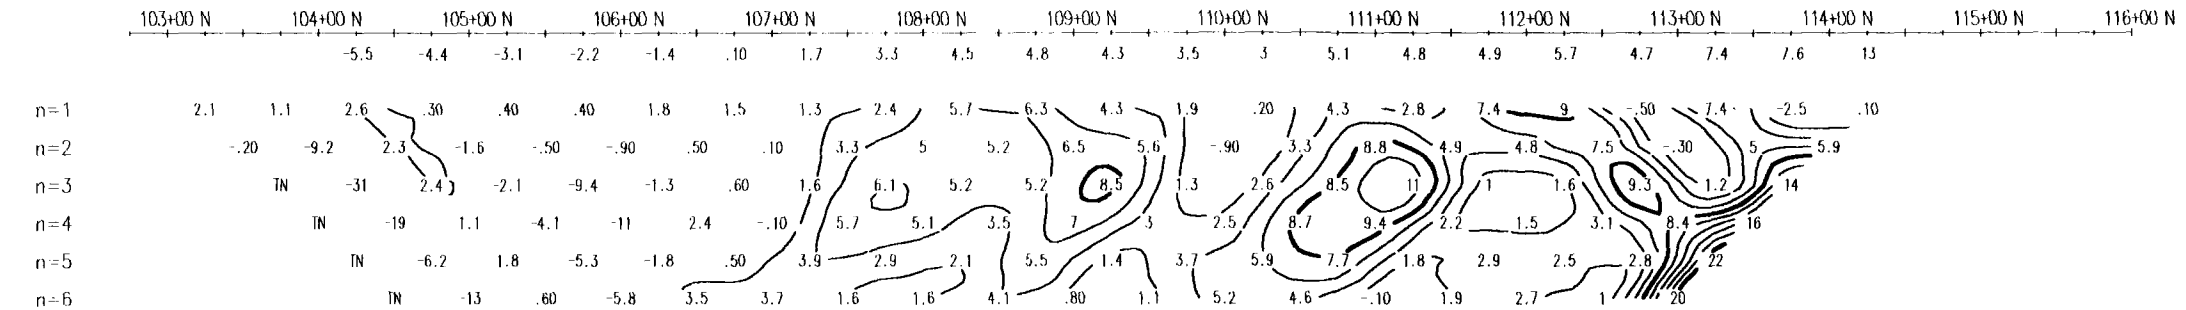 103+00 N 104+00 N 105+00 N 106+00 N 107+00 N 108+00 N 109+00 N 110+00 N 111+00 N 112+00 N 113+00 N 114+00 N 115+00 N 116+00 N
-5.5 -4.4 -3.1 -2.2 -1.4 .10 1.7 3.3 4.5 4.8 4.3 3.5 3 5.1 4.8 4.9 5.7 4.7 7.4 7.6 13
n=1 2.1 1.1 2.6 .30 .40 .40 1.8 1.5 1.3 2.4 5.7 6.3 4.3 1.9 .20 4.3 2.8 7.4 9 -.50 7.4 -2.5 .10
n=2 -.20 -9.2 2.3 -1.6 -.50 -.90 .50 .10 3.3 5 5.2 6.5 5.6 -.90 3.3 8.8 4.9 4.8 7.5 -.30 5 5.9
n=3 TN -31 2.4 -2.1 -9.4 -1.3 .60 1.6 6.1 5.2 5.2 8.5 1.3 2.6 8.5 11 1 1.6 9.3 1.2 14
n=4 TN -19 1.1 -4.1 -11 2.4 -.10 5.7 5.1 3.5 7 3 2.5 8.7 9.4 2.2 1.5 3.1 8.4 16
n=5 TN -6.2 1.8 -5.3 -1.8 .50 3.9 2.9 2.1 5.5 1.4 3.7 5.9 7.7 1.8 2.9 2.5 2.8 22
n=6 TN -13 .60 -5.8 3.5 3.7 1.6 1.6 4.1 .80 1.1 5.2 4.6 -.10 1.9 2.7 1 20